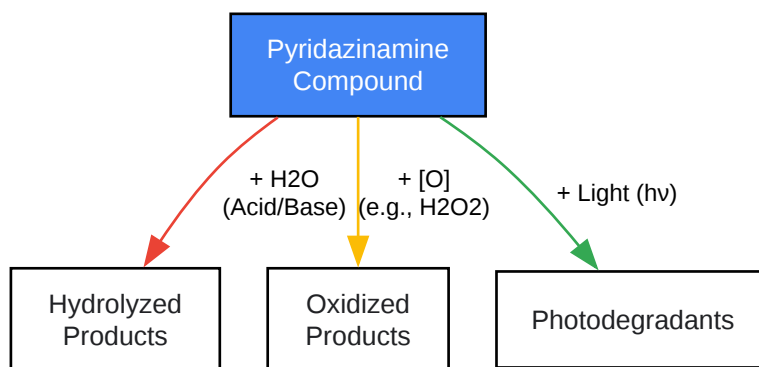 Pyridazinamine
Compound
+ H2O
(Acid/Base)
+ [O]
(e.g., H2O2)
+ Light (hν)
Hydrolyzed
Products
Oxidized
Products
Photodegradants